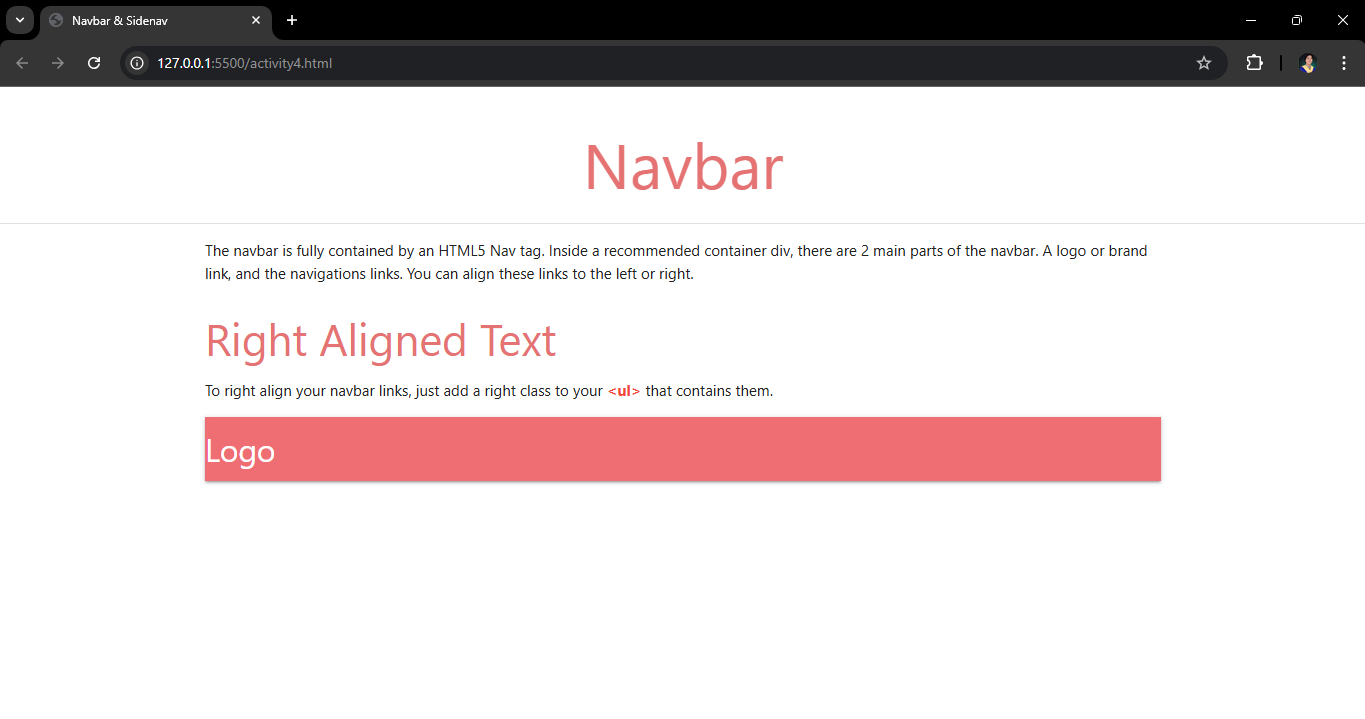 Navbar & Sidenav
127.0.0.1:5500/activity4.html
Navbar
The navbar is fully contained by an HTML5 Nav tag. Inside a recommended container div, there are 2 main parts of the navbar. A logo or brand
link, and the navigations links. You can align these links to the left or right.
Right Aligned Text
To right align your navbar links, just add a right class to your <ul> that contains them.
Logo